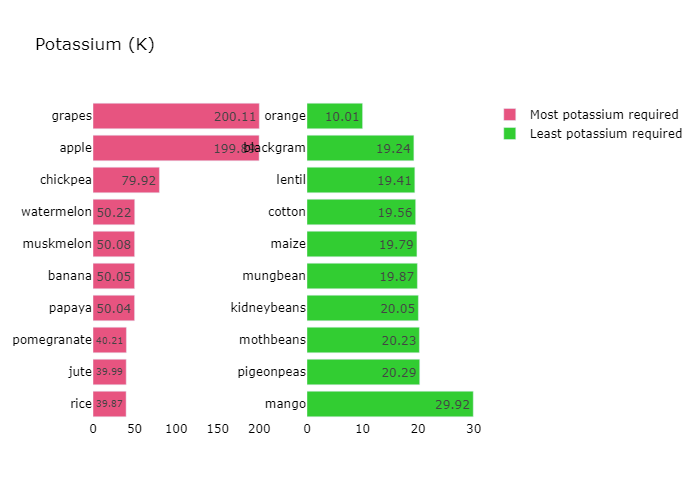 Potassium (K)
grapes 200.11 orange 10.01 Most potassium required
Least potassium required
apple 199.89 blackgram 19.24
chickpea 79.92 lentil 19.41
watermelon 50.22 cotton 19.56
muskmelon 50.08 maize 19.79
banana 50.05 mungbean 19.87
papaya 50.04 kidneybeans 20.05
pomegranate 40.21 mothbeans 20.23
jute 39.99 pigeonpeas 20.29
rice 39.87 mango 29.92
0 50 100 150 200 0 10 20 30